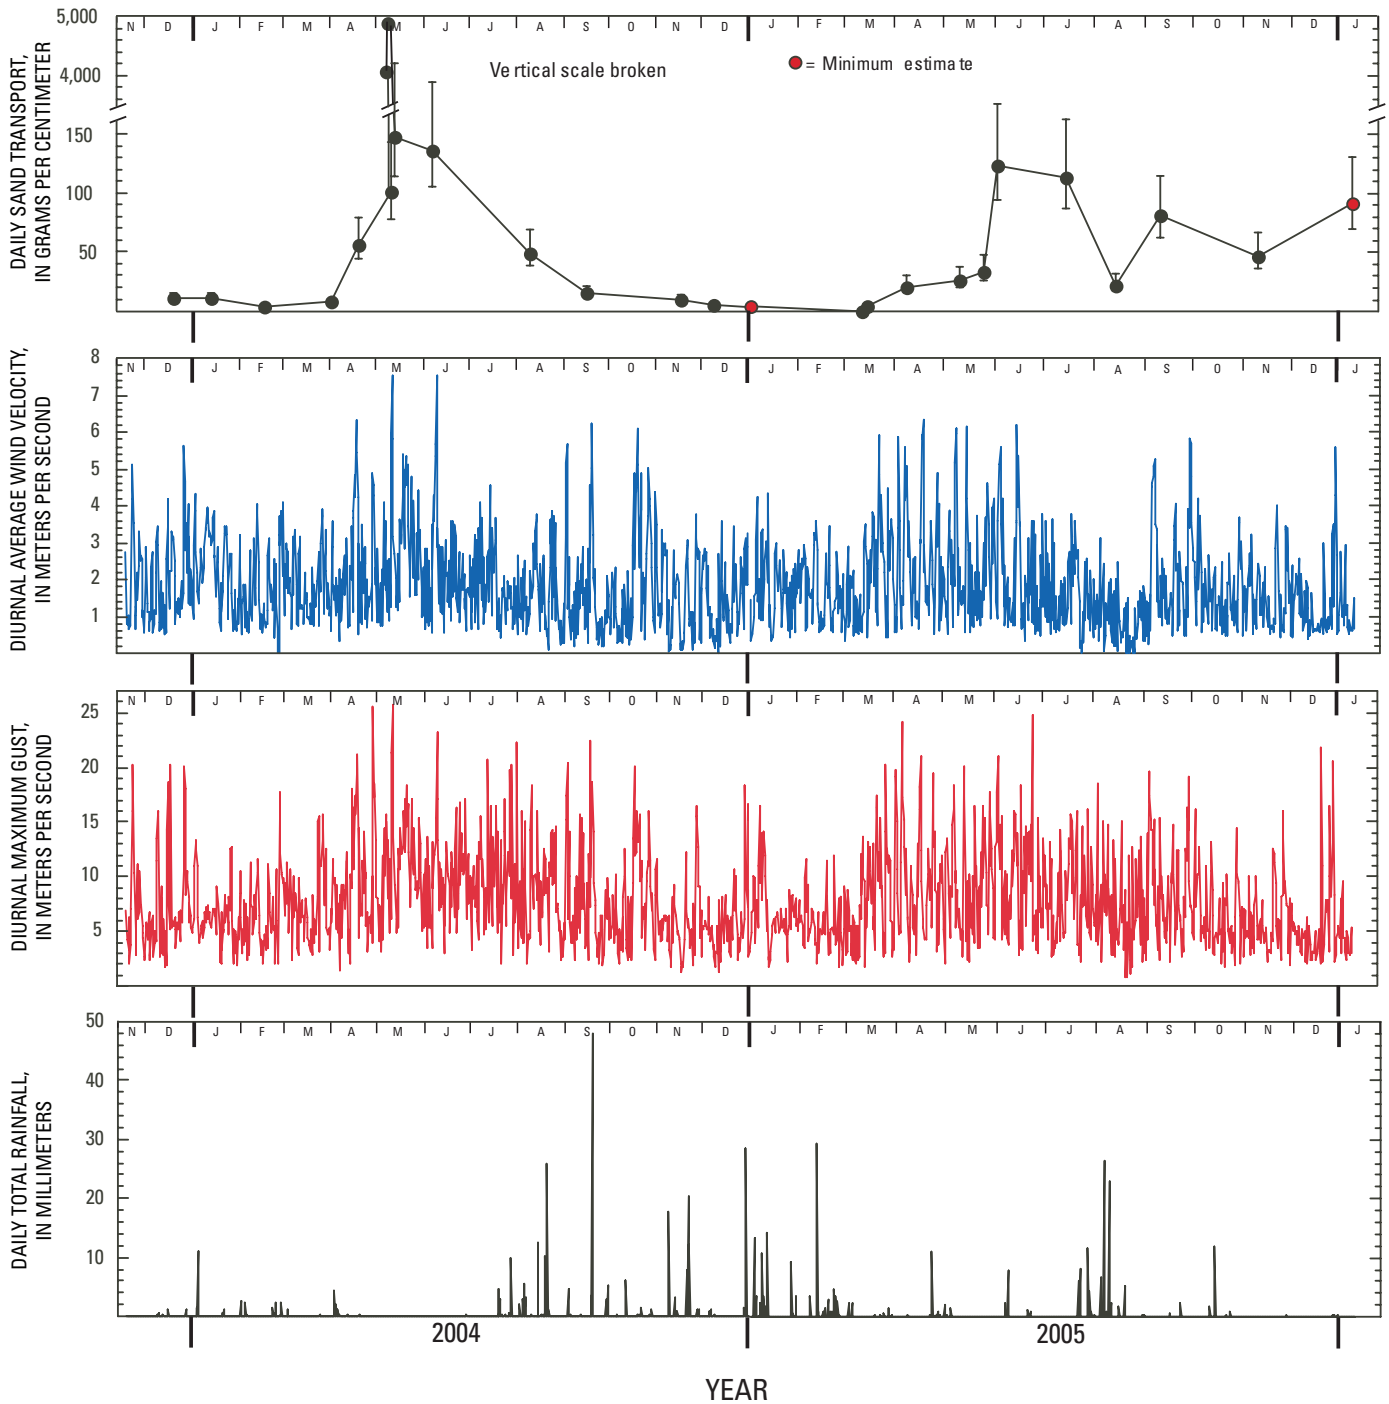 5,000
4,000
150
100
50
DAILY SAND TRANSPORT,
IN GRAMS PER CENTIMETER
N D J F M A M J J A S O N D J F M A M J J A S O N D J
Ve rtical scale broken
= Minimum estimate
8
7
6
5
4
3
2
1
DIURNAL AVERAGE WIND VELOCITY,
IN METERS PER SECOND
N D J F M A M J J A S O N D J F M A M J J A S O N D J
25
20
15
10
5
DIURNAL MAXIMUM GUST,
IN METERS PER SECOND
N D J F M A M J J A S O N D J F M A M J J A S O N D J
50
40
30
20
10
DAILY TOTAL RAINFALL,
IN MILLIMETERS
N D J F M A M J J A S O N D J F M A M J J A S O N D J
2004 2005
YEAR